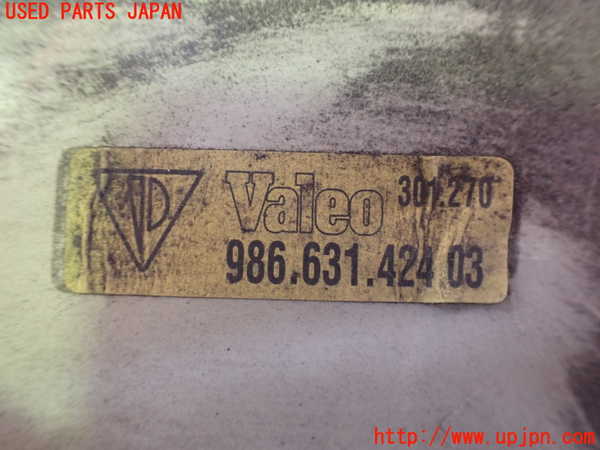 USED PARTS JAPAN
Valeo 301.270
986.631.424 03
http://www.upjpn.com/